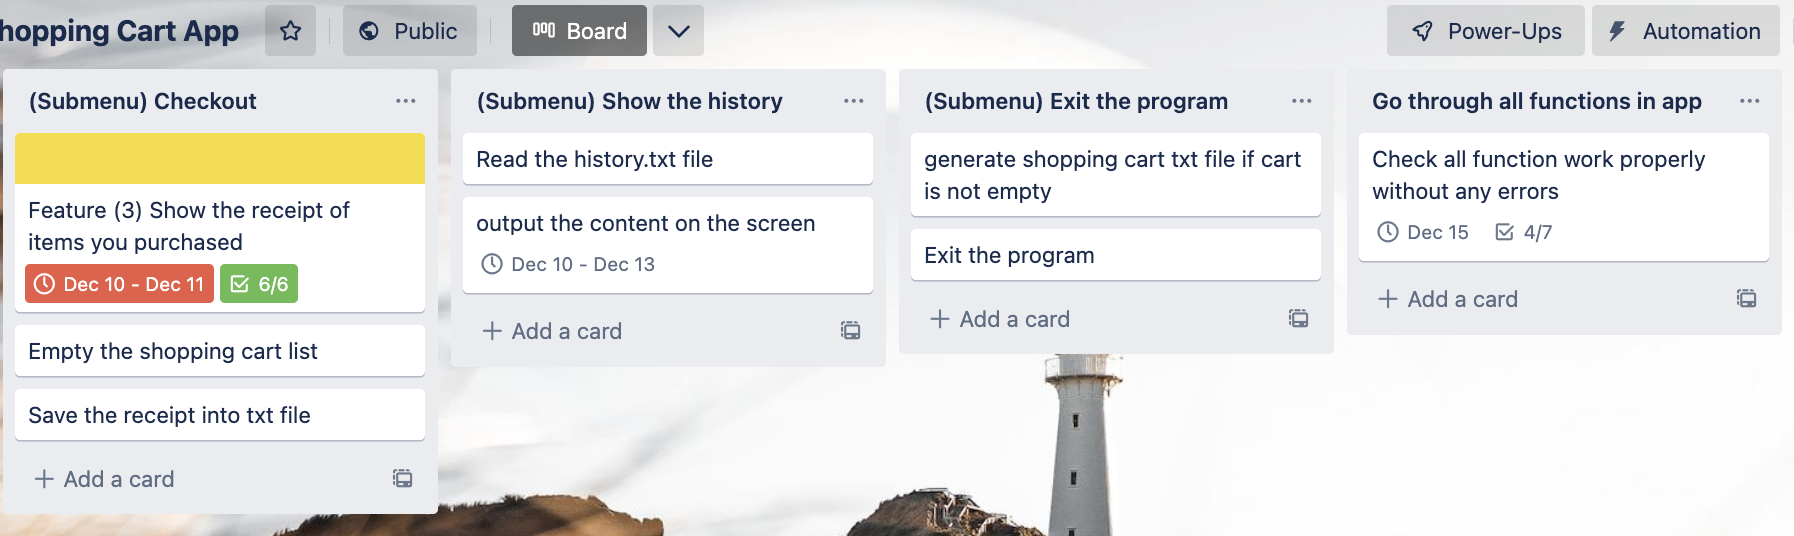 hopping Cart App
Public
Board
Power-Ups
Automation
(Submenu) Checkout
Feature (3) Show the receipt of
items you purchased
Dec 10 - Dec 11
6/6
Empty the shopping cart list
Save the receipt into txt file
Add a card
(Submenu) Show the history
Read the history.txt file
output the content on the screen
Dec 10 - Dec 13
Add a card
(Submenu) Exit the program
generate shopping cart txt file if cart
is not empty
Exit the program
Add a card
Go through all functions in app
Check all function work properly
without any errors
Dec 15
4/7
Add a card